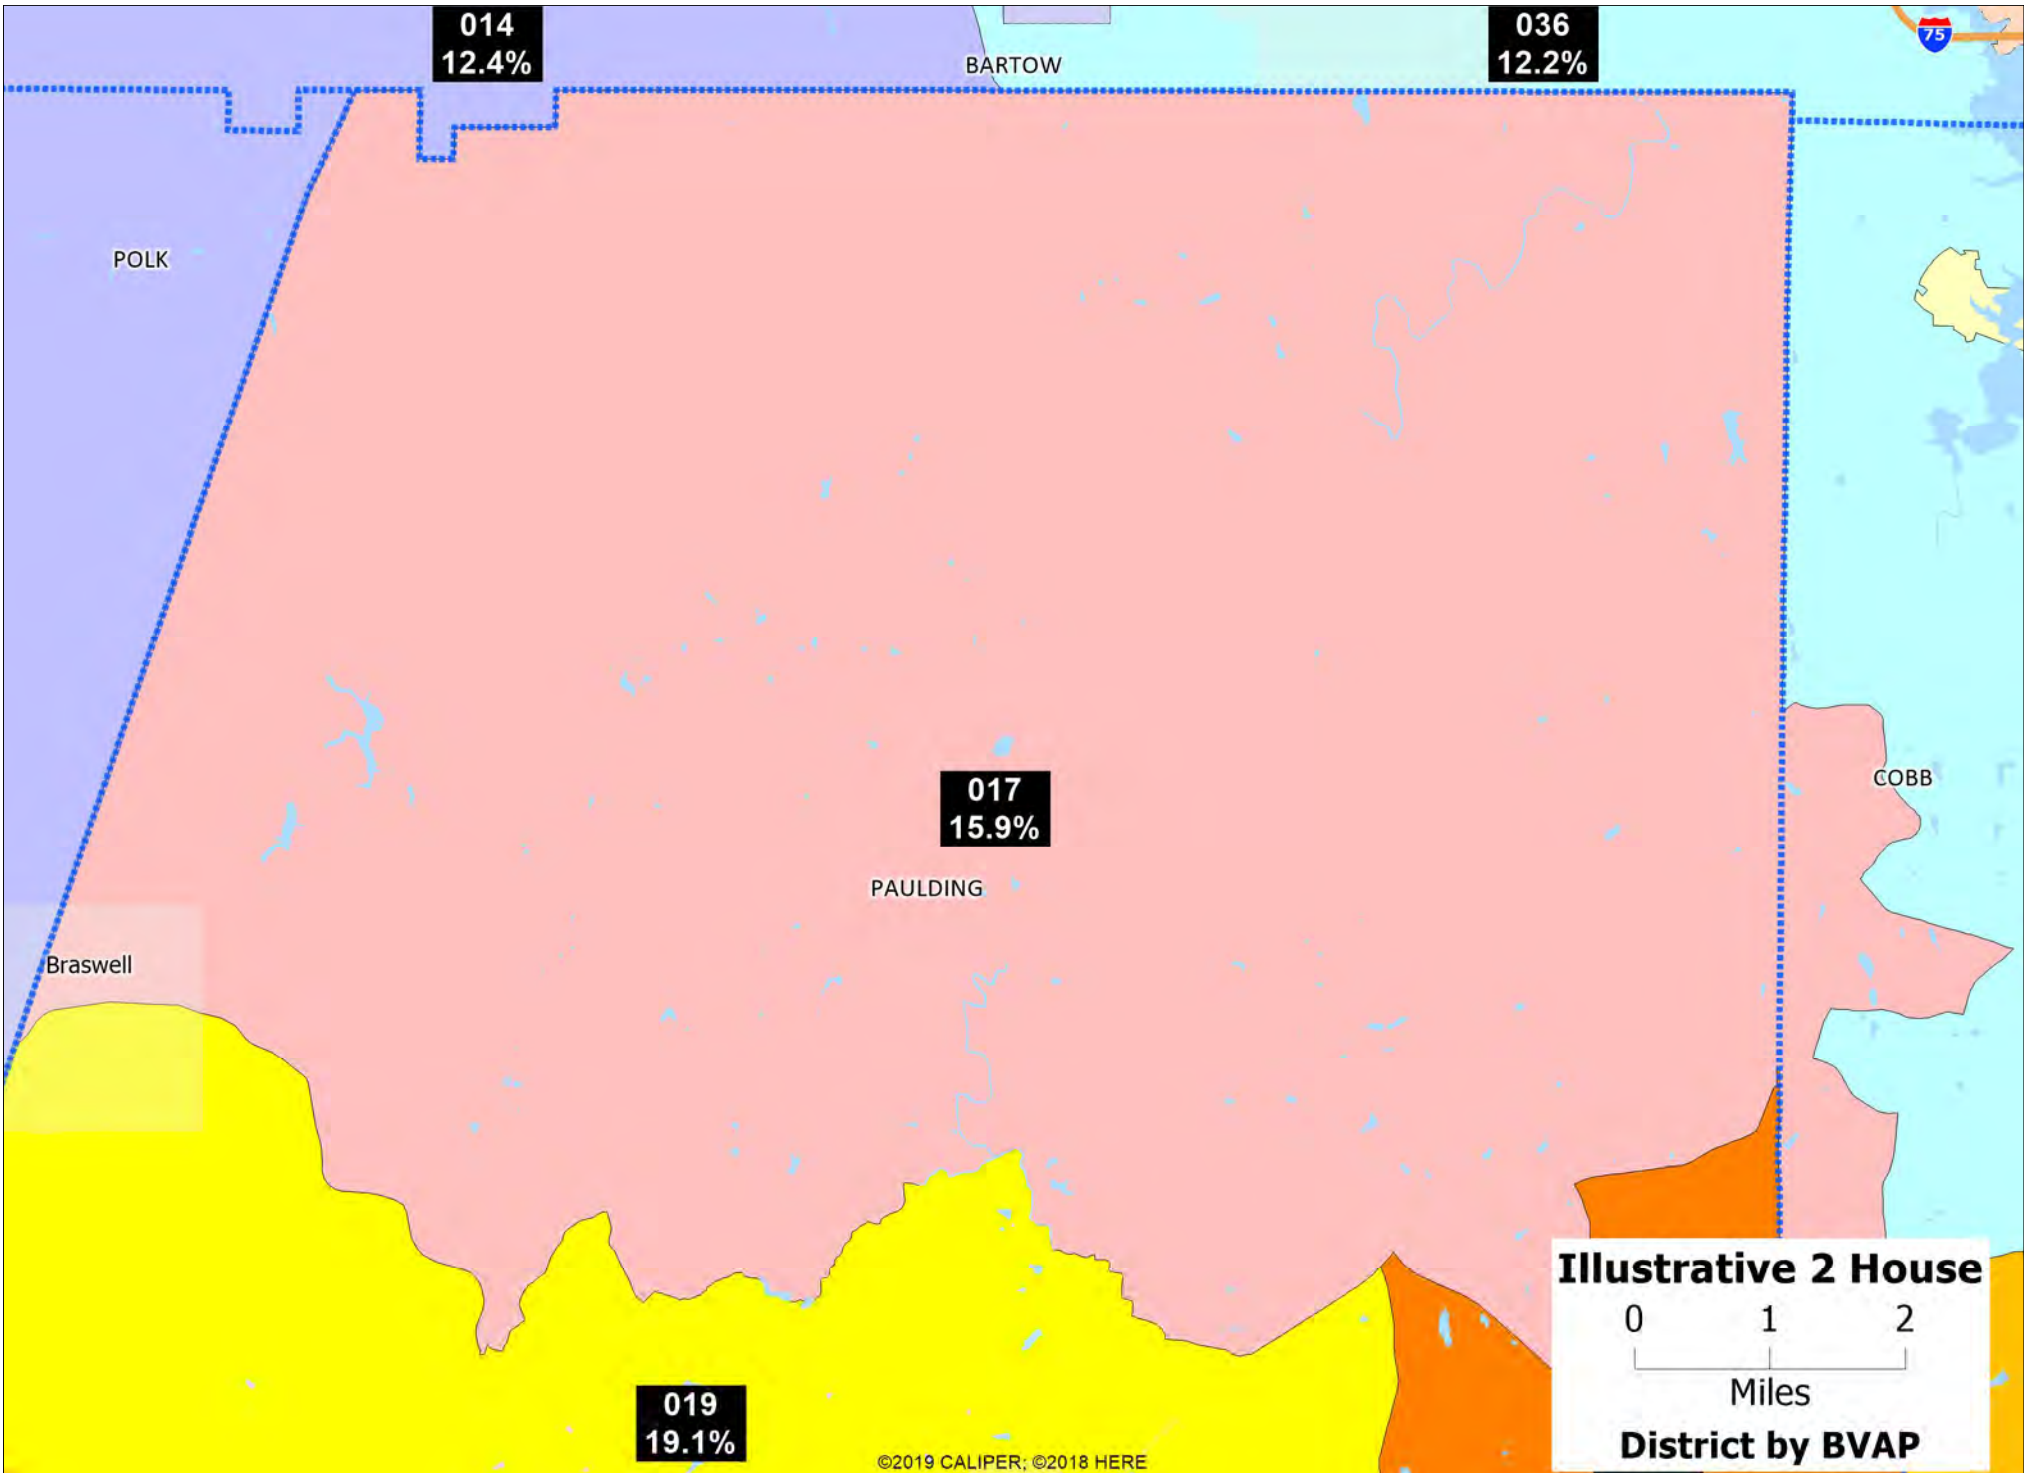 014
12.4%
036
12.2%
75
BARTOW
POLK
017
15.9%
COBB
PAULDING
Braswell
Illustrative 2 House
0 1 2
Miles
District by BVAP
019
19.1%
©2019 CALIPER; ©2018 HERE